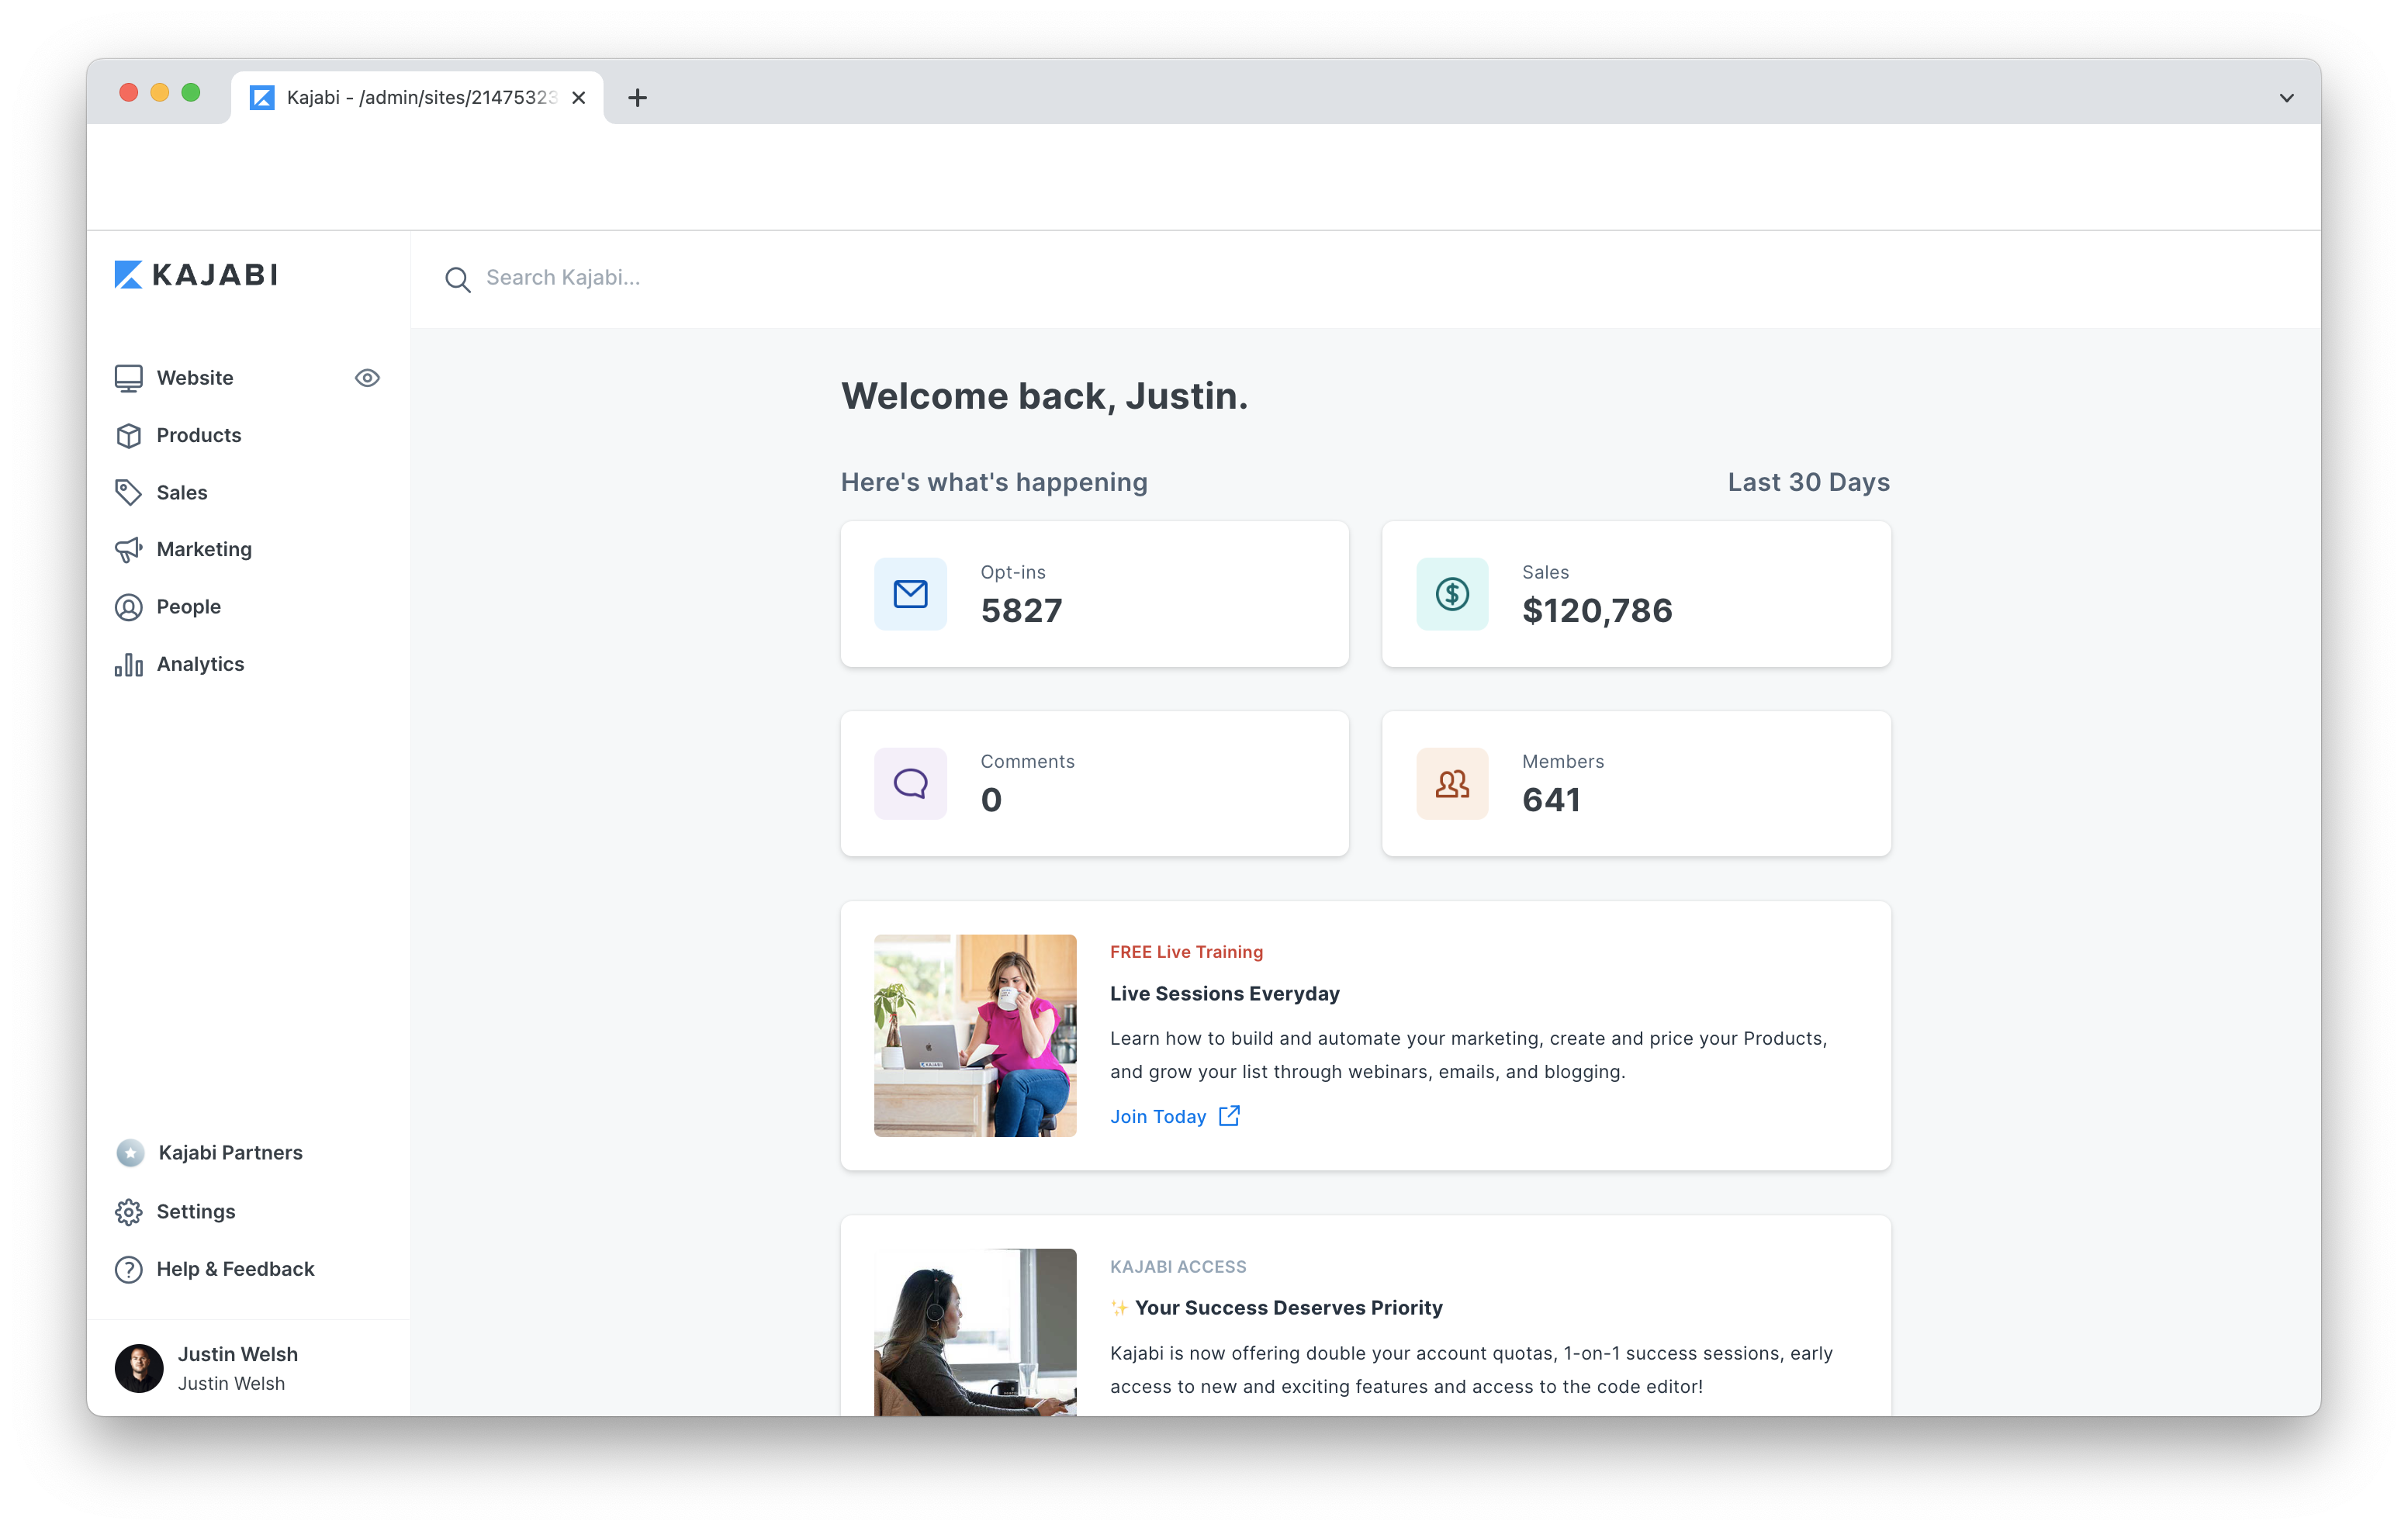 Kajabi - /admin/sites/21475323
KAJABI
Search Kajabi...
Website
Products
Sales
Marketing
People
Analytics
Kajabi Partners
Settings
Help & Feedback
Justin Welsh
Justin Welsh
Welcome back, Justin.
Here's what's happening
Last 30 Days
Opt-ins
5827
Sales
$120,786
Comments
0
Members
641
FREE Live Training
Live Sessions Everyday
Learn how to build and automate your marketing, create and price your Products,
and grow your list through webinars, emails, and blogging.
Join Today
KAJABI ACCESS
✨ Your Success Deserves Priority
Kajabi is now offering double your account quotas, 1-on-1 success sessions, early
access to new and exciting features and access to the code editor!